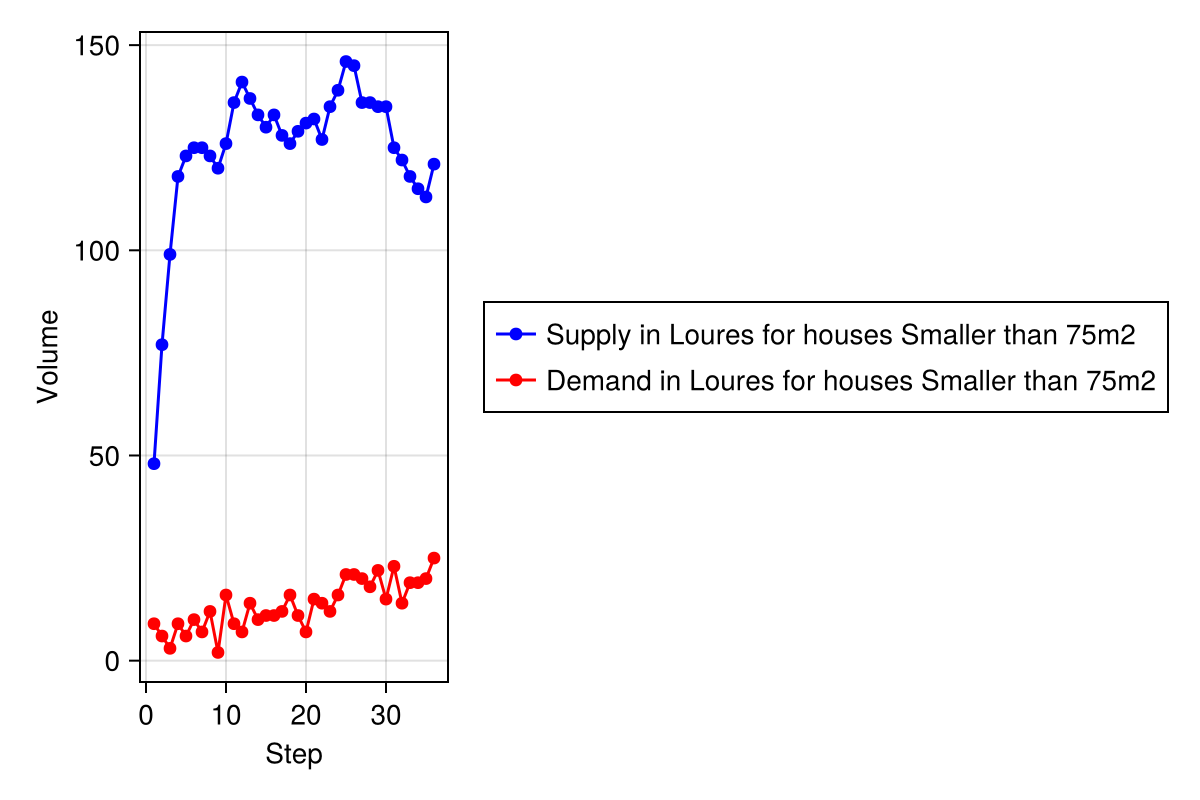 150
100
50
0
Volume
0 10 20 30
Step
Supply in Loures for houses Smaller than 75m2
Demand in Loures for houses Smaller than 75m2